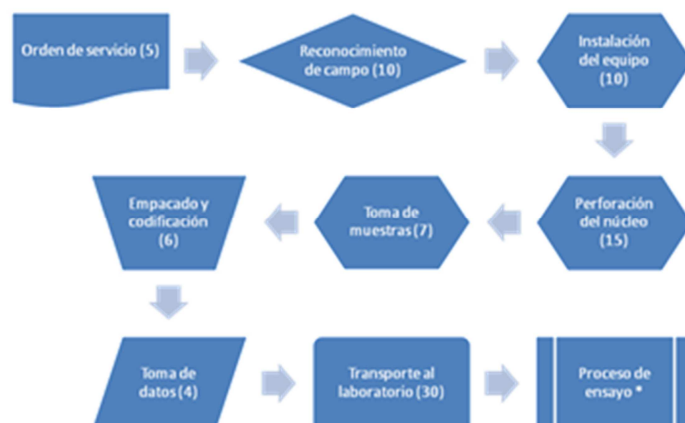 Orden de servicio (5)
Reconocimiento
de campo (10)
Instalación
del equipo
(10)
Perforación
del núcleo
(15)
Toma de
muestras (7)
Empacado y
codificación
(6)
Toma de
datos (4)
Transporte al
laboratorio (30)
Proceso de
ensayo *